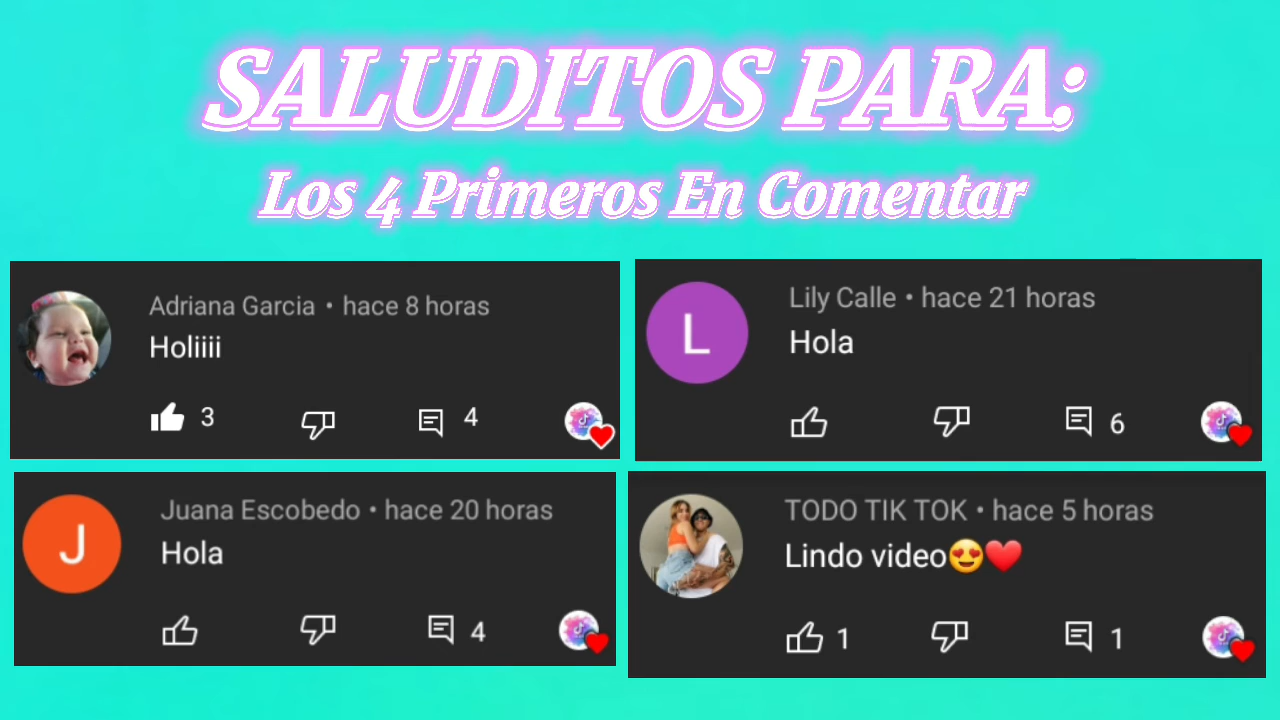 SALUDITOS PARA:
Los 4 Primeros En Comentar
Adriana Garcia • hace 8 horas
Holiiii
3 4
Lily Calle • hace 21 horas
L
Hola
6
Juana Escobedo • hace 20 horas
J
Hola
4
TODO TIK TOK • hace 5 horas
Lindo video😍❤️
1 1